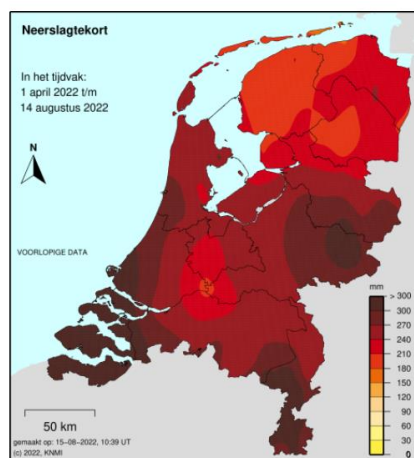 Neerslagtekort
In het tijdvak:
1 april 2022 t/m
14 augustus 2022
N
VOORLOPIGE DATA
mm
> 300
300
270
240
210
180
150
120
90
60
30
0
50 km
gemaakt op: 15-08-2022, 10:39 UT
(c) 2022, KNMI